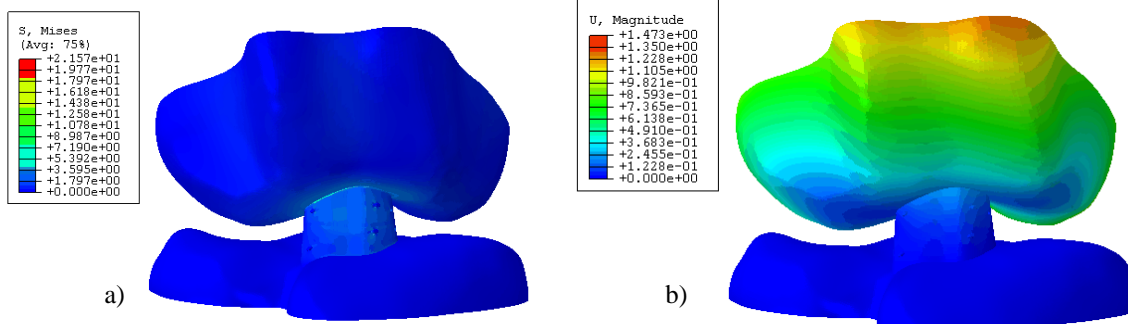 S, Mises
(Avg: 75%)
+2.157e+01
+1.977e+01
+1.797e+01
+1.618e+01
+1.438e+01
+1.258e+01
+1.078e+01
+8.987e+00
+7.190e+00
+5.392e+00
+3.595e+00
+1.797e+00
+0.000e+00
a)
U, Magnitude
+1.473e+00
+1.350e+00
+1.228e+00
+1.105e+00
+9.821e-01
+8.593e-01
+7.365e-01
+6.138e-01
+4.910e-01
+3.683e-01
+2.455e-01
+1.228e-01
+0.000e+00
b)